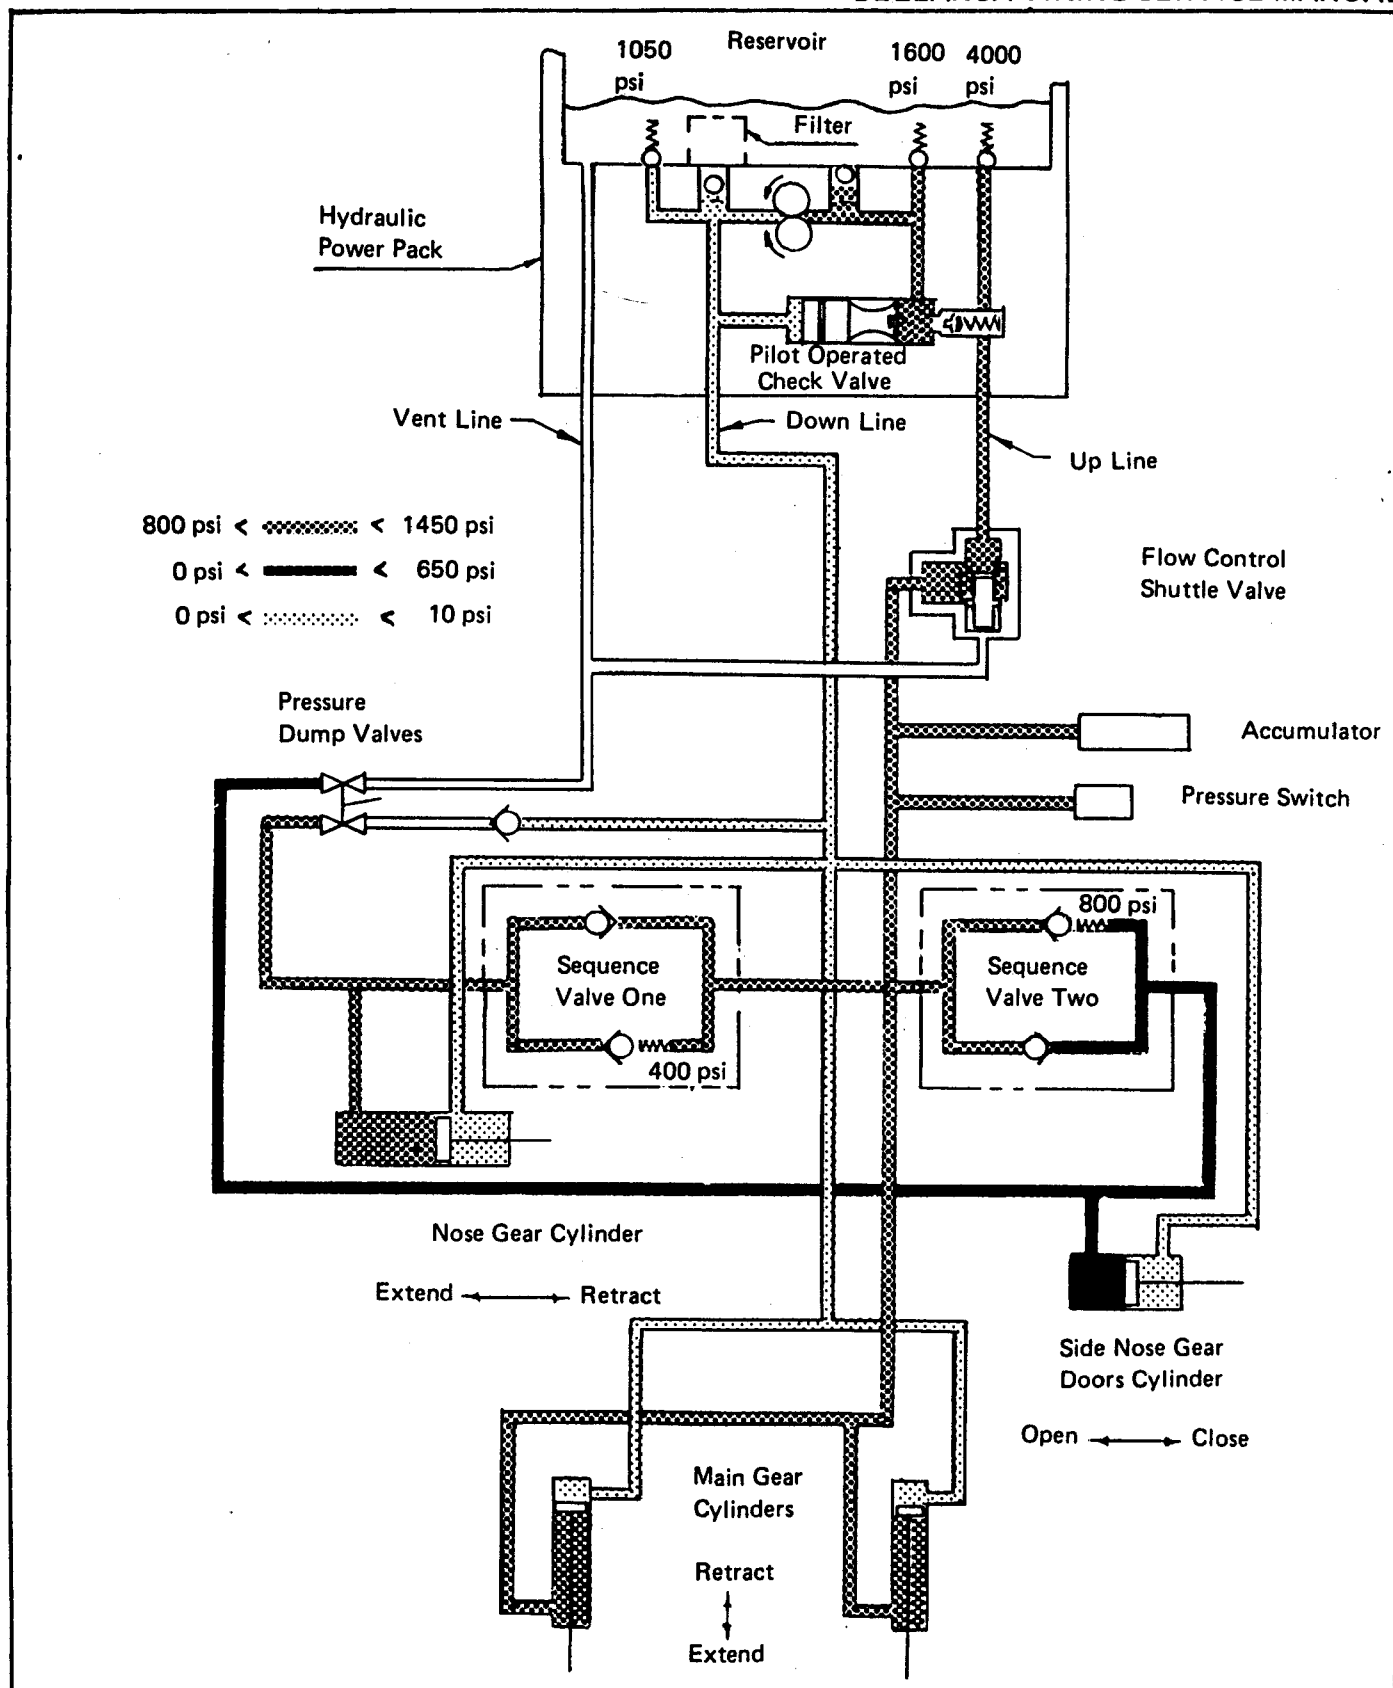 Reservoir
1050
psi
1600
psi
4000
psi
Filter
Hydraulic
Power Pack
Pilot Operated
Check Valve
Vent Line
Down Line
Up Line
800 psi < < 1450 psi
0 psi < < 650 psi
0 psi < < 10 psi
Flow Control
Shuttle Valve
Pressure
Dump Valves
Accumulator
Pressure Switch
800 psi
Sequence
Valve One
Sequence
Valve Two
400 psi
Nose Gear Cylinder
Extend Retract
Side Nose Gear
Doors Cylinder
Open Close
Main Gear
Cylinders
Retract
Extend